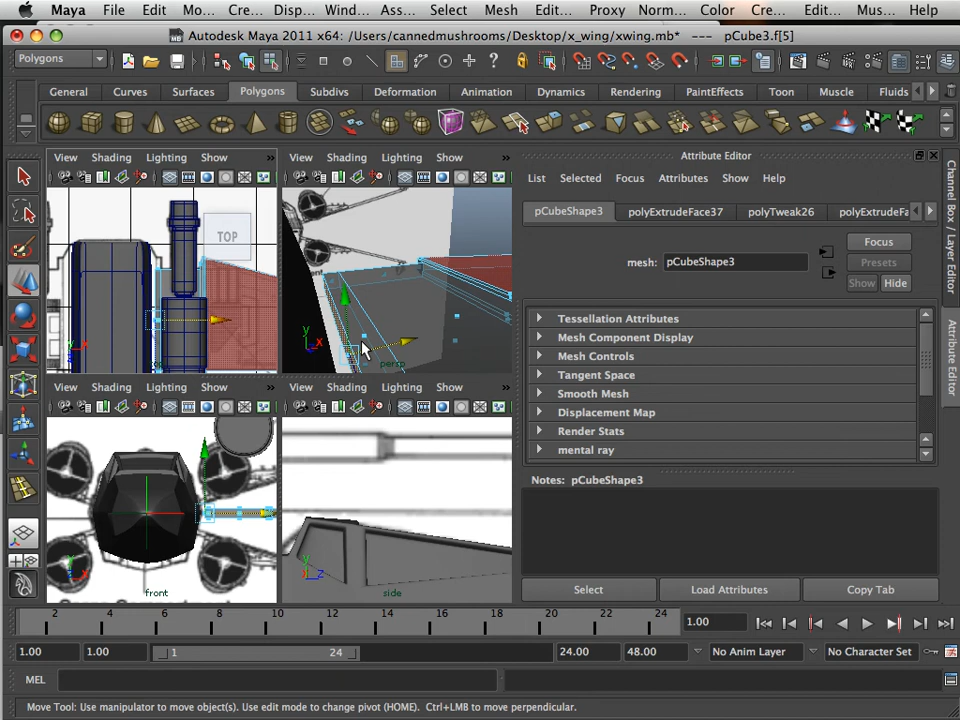 Maya File Edit Mo... Cre... Disp... Wind... Ass... Select Mesh Edit... Proxy Norm... Color Cre... Edit... Mus... Help
Autodesk Maya 2011 x64: /Users/cannedmushrooms/Desktop/x_wing/xwing.mb* --- pCube3.f[5]
Polygons
General Curves Surfaces Polygons Subdivs Deformation Animation Dynamics Rendering PaintEffects Toon Muscle Fluids
View Shading Lighting Show »
View Shading Lighting Show »
TOP
persp
View Shading Lighting Show »
View Shading Lighting Show »
front
side
Attribute Editor
List Selected Focus Attributes Show Help
pCubeShape3 polyExtrudeFace37 polyTweak26 polyExtrudeFa
mesh: pCubeShape3
Focus
Presets
Show Hide
Tessellation Attributes
Mesh Component Display
Mesh Controls
Tangent Space
Smooth Mesh
Displacement Map
Render Stats
mental ray
Notes: pCubeShape3
Select Load Attributes Copy Tab
Channel Box / Layer Editor
Attribute Editor
2 4 6 8 10 12 14 16 18 20 22 24
1.00
1.00 1.00 1 24 24.00 48.00 No Anim Layer No Character Set
MEL
Move Tool: Use manipulator to move object(s). Use edit mode to change pivot (HOME). Ctrl+LMB to move perpendicular.